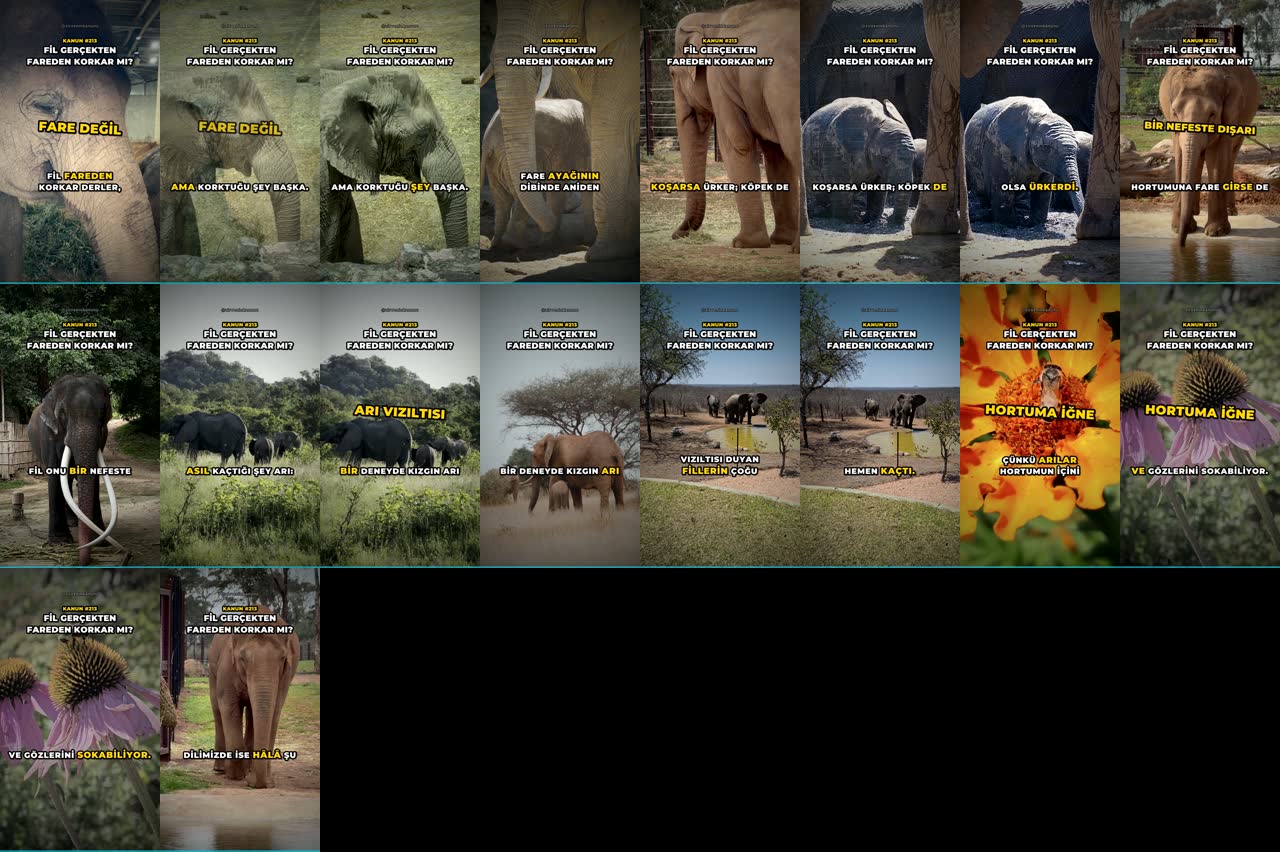 KANUN #213
FİL GERÇEKTEN
FAREDEN KORKAR MI?
FARE DEĞİL
FİL FAREDEN
KORKAR DERLER,
KANUN #213
FİL GERÇEKTEN
FAREDEN KORKAR MI?
FARE DEĞİL
AMA KORKTUĞU ŞEY BAŞKA.
KANUN #213
FİL GERÇEKTEN
FAREDEN KORKAR MI?
AMA KORKTUĞU ŞEY BAŞKA.
KANUN #213
FİL GERÇEKTEN
FAREDEN KORKAR MI?
FARE AYAĞININ
DİBİNDE ANİDEN
KANUN #213
FİL GERÇEKTEN
FAREDEN KORKAR MI?
KOŞARSA ÜRKER; KÖPEK DE
KANUN #213
FİL GERÇEKTEN
FAREDEN KORKAR MI?
KOŞARSA ÜRKER; KÖPEK DE
KANUN #213
FİL GERÇEKTEN
FAREDEN KORKAR MI?
OLSA ÜRKERDİ.
KANUN #213
FİL GERÇEKTEN
FAREDEN KORKAR MI?
BİR NEFESTE DIŞARI
HORTUMUNA FARE GİRSE DE
KANUN #213
FİL GERÇEKTEN
FAREDEN KORKAR MI?
FİL ONU BİR NEFESTE
KANUN #213
FİL GERÇEKTEN
FAREDEN KORKAR MI?
ASIL KAÇTIĞI ŞEY ARI:
KANUN #213
FİL GERÇEKTEN
FAREDEN KORKAR MI?
ARI VIZILTISI
BİR DENEYDE KIZGIN ARI
KANUN #213
FİL GERÇEKTEN
FAREDEN KORKAR MI?
BİR DENEYDE KIZGIN ARI
KANUN #213
FİL GERÇEKTEN
FAREDEN KORKAR MI?
VIZILTISI DUYAN
FİLLERİN ÇOĞU
KANUN #213
FİL GERÇEKTEN
FAREDEN KORKAR MI?
HEMEN KAÇTI.
KANUN #213
FİL GERÇEKTEN
FAREDEN KORKAR MI?
HORTUMA İĞNE
ÇÜNKÜ ARILAR
HORTUMUN İÇİNİ
KANUN #213
FİL GERÇEKTEN
FAREDEN KORKAR MI?
HORTUMA İĞNE
VE GÖZLERİNİ SOKABİLİYOR.
KANUN #213
FİL GERÇEKTEN
FAREDEN KORKAR MI?
VE GÖZLERİNİ SOKABİLİYOR.
KANUN #213
FİL GERÇEKTEN
FAREDEN KORKAR MI?
DİLİMİZDE İSE HÂLÂ ŞU